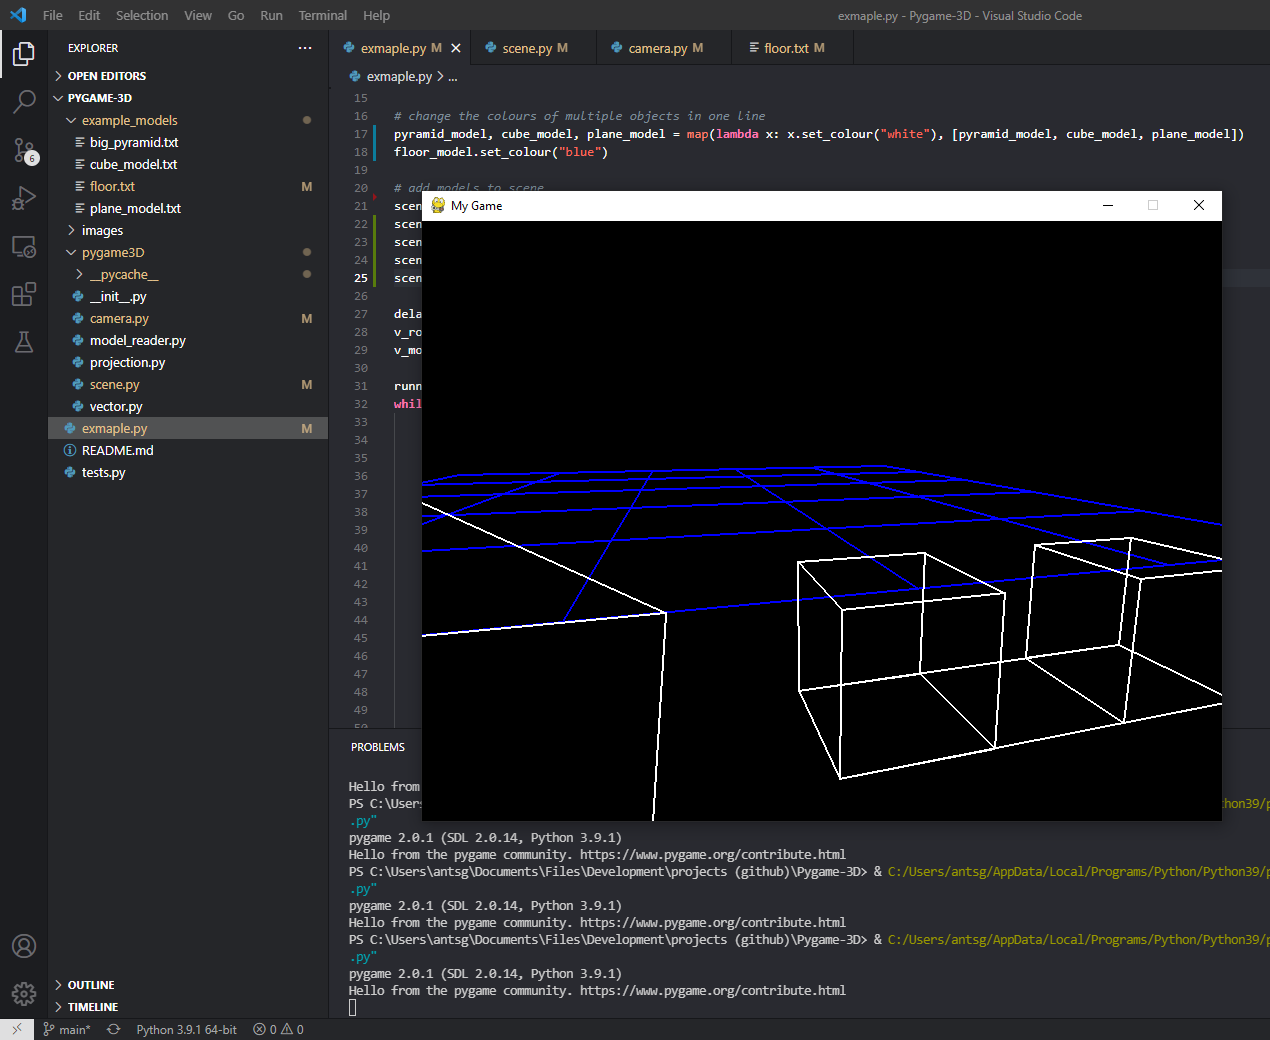 File Edit Selection View Go Run Terminal Help exmaple.py - Pygame-3D - Visual Studio Code
EXPLORER ...
exmaple.py M scene.py M camera.py M floor.txt M
OPEN EDITORS
exmaple.py > ...
PYGAME-3D
example_models
big_pyramid.txt
cube_model.txt
floor.txt M
plane_model.txt
images
pygame3D
__pycache__
__init__.py
camera.py M
model_reader.py
projection.py
scene.py M
vector.py
exmaple.py M
README.md
tests.py
6
OUTLINE
TIMELINE
15
16 # change the colours of multiple objects in one line
17 pyramid_model, cube_model, plane_model = map(lambda x: x.set_colour("white"), [pyramid_model, cube_model, plane_model])
18 floor_model.set_colour("blue")
19
20 # add models to scene
21 scen
22 scen
23 scen
24 scen
25 scen
26
27 dela
28 v_ro
29 v_mo
30
31 runn
32 whil
33
34
35
36
37
38
39
40
41
42
43
44
45
46
47
48
49
50
My Game
PROBLEMS
Hello from
PS C:\Users
thon39/p
.py"
pygame 2.0.1 (SDL 2.0.14, Python 3.9.1)
Hello from the pygame community. https://www.pygame.org/contribute.html
PS C:\Users\antsg\Documents\Files\Development\projects (github)\Pygame-3D> & C:/Users/antsg/AppData/Local/Programs/Python/Python39/p
.py"
pygame 2.0.1 (SDL 2.0.14, Python 3.9.1)
Hello from the pygame community. https://www.pygame.org/contribute.html
PS C:\Users\antsg\Documents\Files\Development\projects (github)\Pygame-3D> & C:/Users/antsg/AppData/Local/Programs/Python/Python39/p
.py"
pygame 2.0.1 (SDL 2.0.14, Python 3.9.1)
Hello from the pygame community. https://www.pygame.org/contribute.html
main* Python 3.9.1 64-bit 0 0